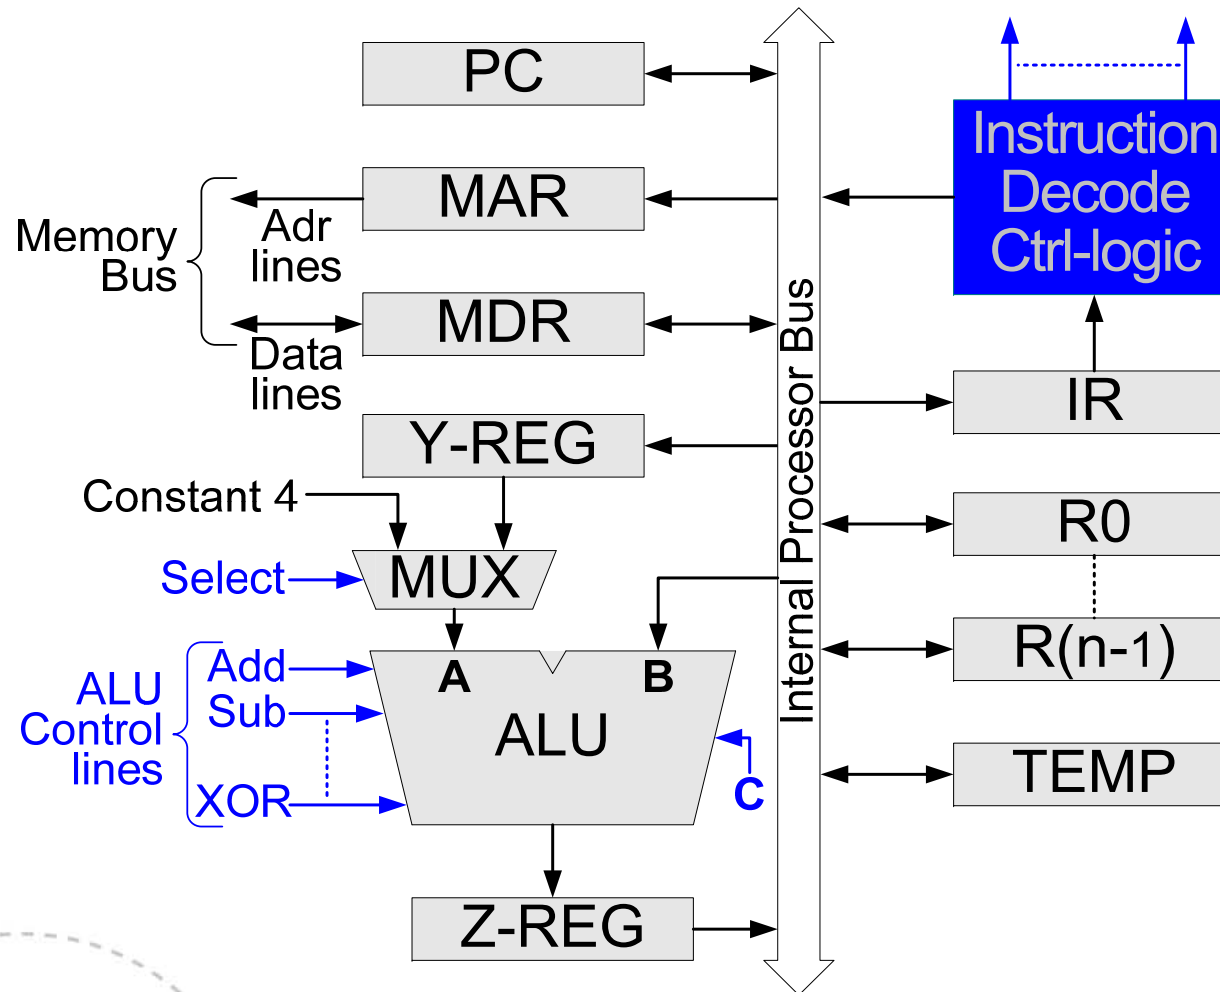 PC
Instruction
Decode
Ctrl-logic
MAR
Memory
Bus
Adr
lines
MDR
Data
lines
Internal Processor Bus
IR
Y-REG
Constant 4
R0
Select
MUX
R(n-1)
ALU
Control
lines
Add
Sub
XOR
A
B
ALU
C
TEMP
Z-REG